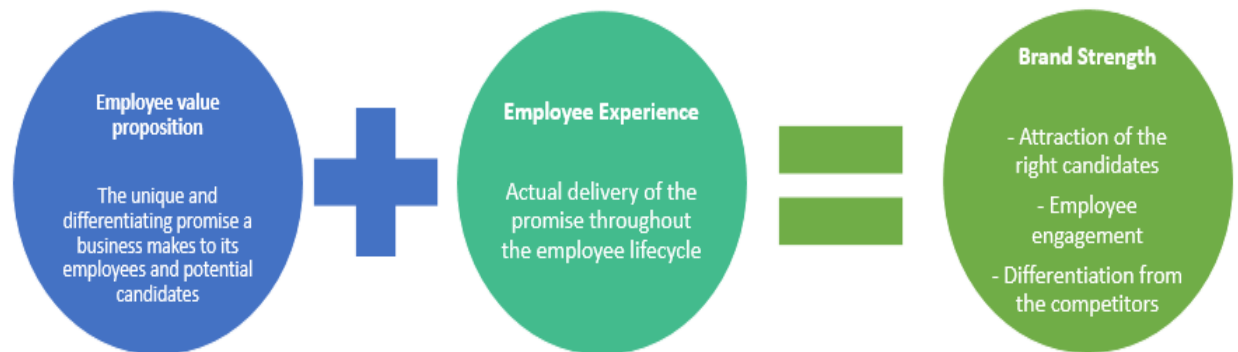 Employee value
proposition
The unique and
differentiating promise a
business makes to its
employees and potential
candidates
Employee Experience
Actual delivery of the
promise throughout
the employee lifecycle
Brand Strength
- Attraction of the
right candidates
- Employee
engagement
- Differentiation from
the competitors